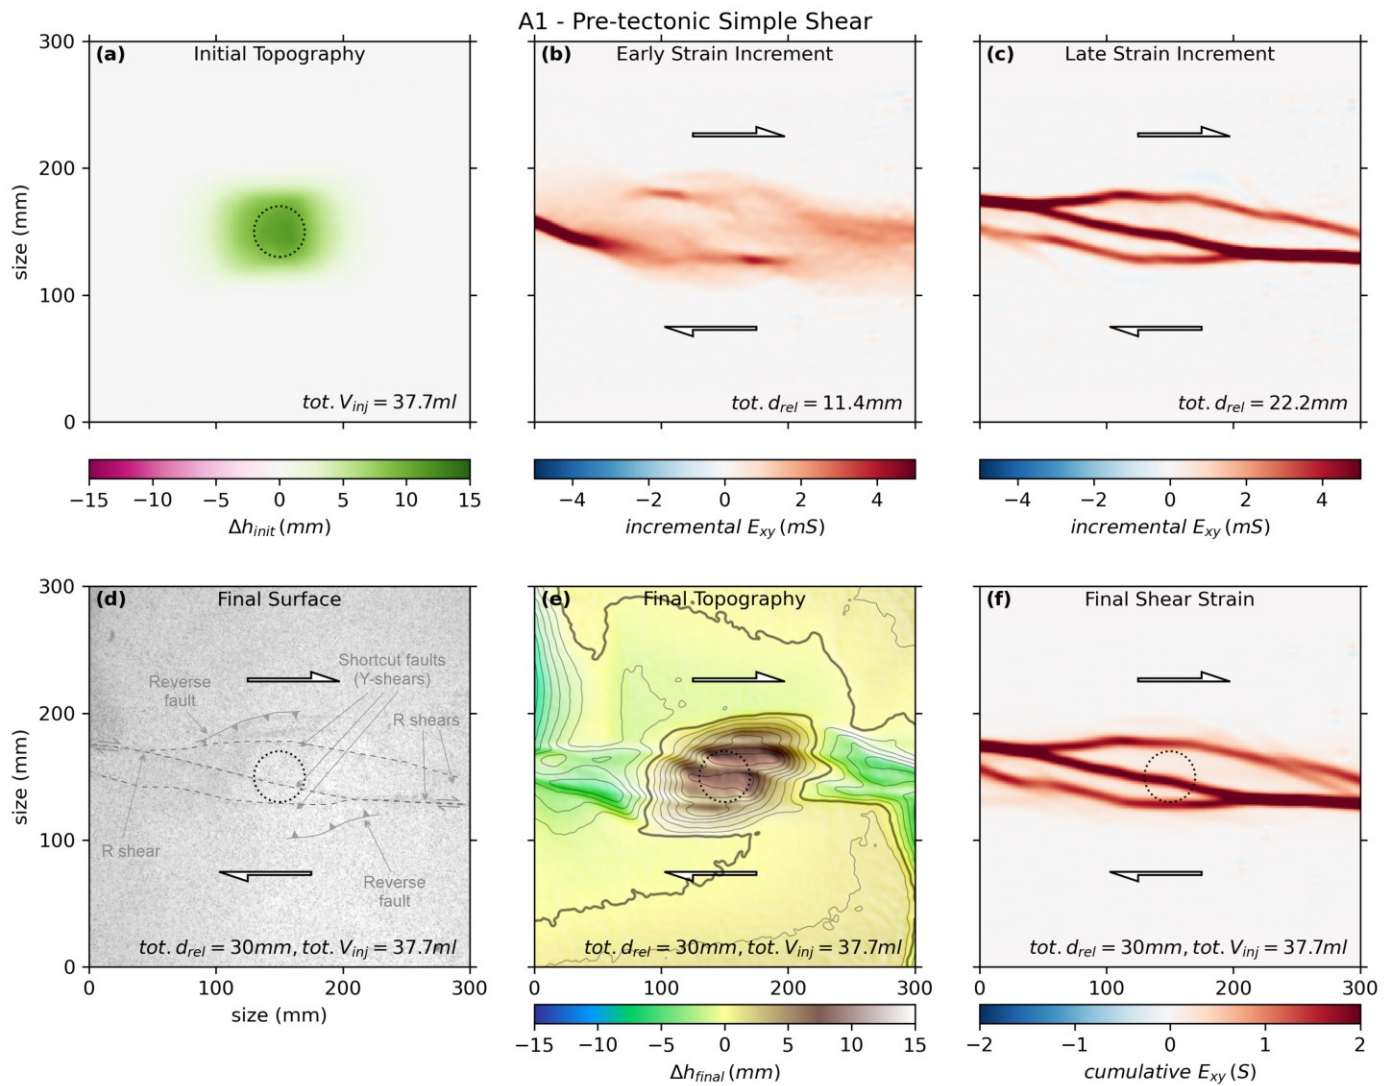 A1 - Pre-tectonic Simple Shear
300
(a) Initial Topography
(b) Early Strain Increment
(c) Late Strain Increment
200
size (mm)
100
tot. V_inj = 37.7ml
tot. d_rel = 11.4mm
tot. d_rel = 22.2mm
0
−15 −10 −5 0 5 10 15
−4 −2 0 2 4
−4 −2 0 2 4
Δh_init (mm)
incremental E_xy (mS)
incremental E_xy (mS)
300
(d) Final Surface
(e) Final Topography
(f) Final Shear Strain
Shortcut faults
(Y-shears)
Reverse
fault
R shears
200
size (mm)
100
R shear
Reverse
fault
tot. d_rel = 30mm, tot. V_inj = 37.7ml
tot. d_rel = 30mm, tot. V_inj = 37.7ml
tot. d_rel = 30mm, tot. V_inj = 37.7ml
0
0 100 200 300
0 100 200 300
0 100 200 300
size (mm)
−15 −10 −5 0 5 10 15
−2 −1 0 1 2
Δh_final (mm)
cumulative E_xy (S)